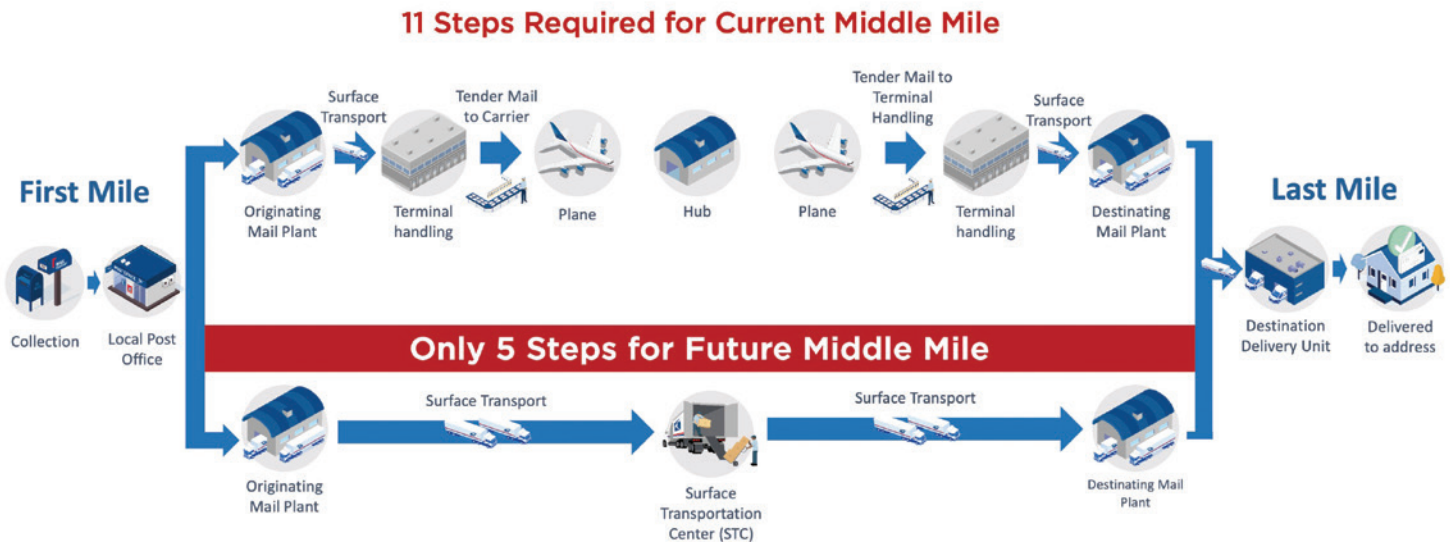 11 Steps Required for Current Middle Mile
Surface
Transport
Tender Mail
to Carrier
Tender Mail to
Terminal
Handling
Surface
Transport
Originating
Mail Plant
Terminal
handling
Plane
Hub
Plane
Terminal
handling
Destinating
Mail Plant
First Mile
Last Mile
Collection
Local Post
Office
Destination
Delivery Unit
Delivered
to address
Only 5 Steps for Future Middle Mile
Surface Transport
Surface Transport
Originating
Mail Plant
Surface
Transportation
Center (STC)
Destinating Mail
Plant